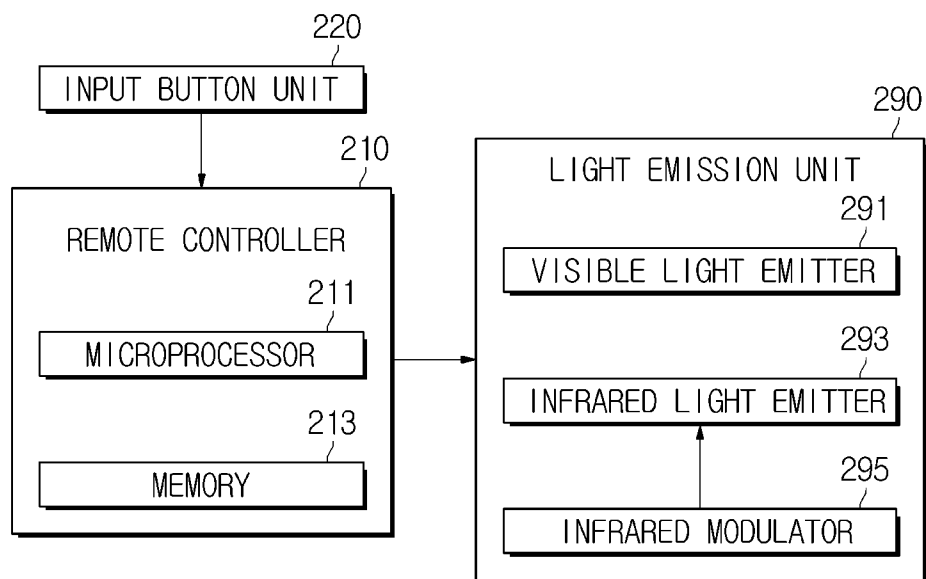 220
INPUT BUTTON UNIT
210
REMOTE CONTROLLER
211
MICROPROCESSOR
213
MEMORY
290
LIGHT EMISSION UNIT
291
VISIBLE LIGHT EMITTER
293
INFRARED LIGHT EMITTER
295
INFRARED MODULATOR